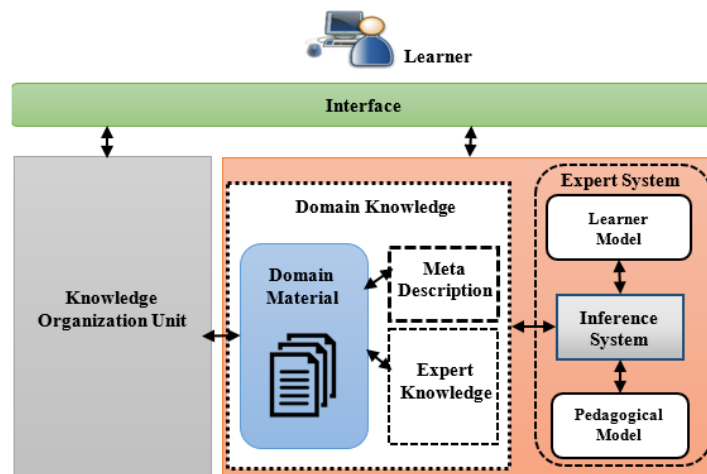 Learner
Interface
Knowledge
Organization Unit
Domain Knowledge
Domain
Material
Meta
Description
Expert
Knowledge
Expert System
Learner
Model
Inference
System
Pedagogical
Model